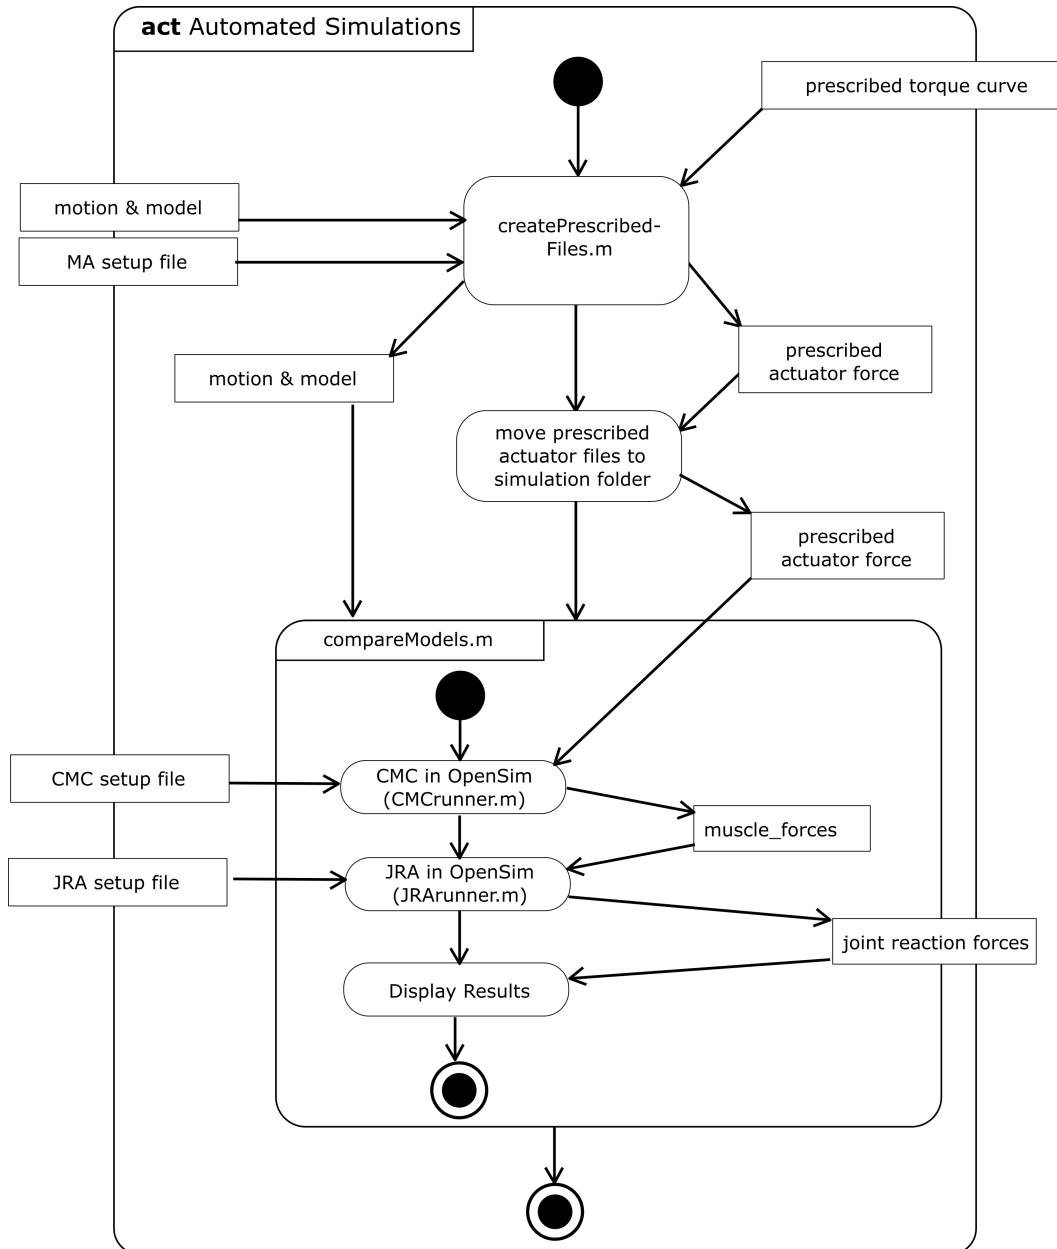 act Automated Simulations
prescribed torque curve
motion & model
MA setup file
createPrescribed-
Files.m
motion & model
prescribed
actuator force
move prescribed
actuator files to
simulation folder
prescribed
actuator force
compareModels.m
CMC setup file
CMC in OpenSim
(CMCrunner.m)
muscle_forces
JRA setup file
JRA in OpenSim
(JRArunner.m)
joint reaction forces
Display Results